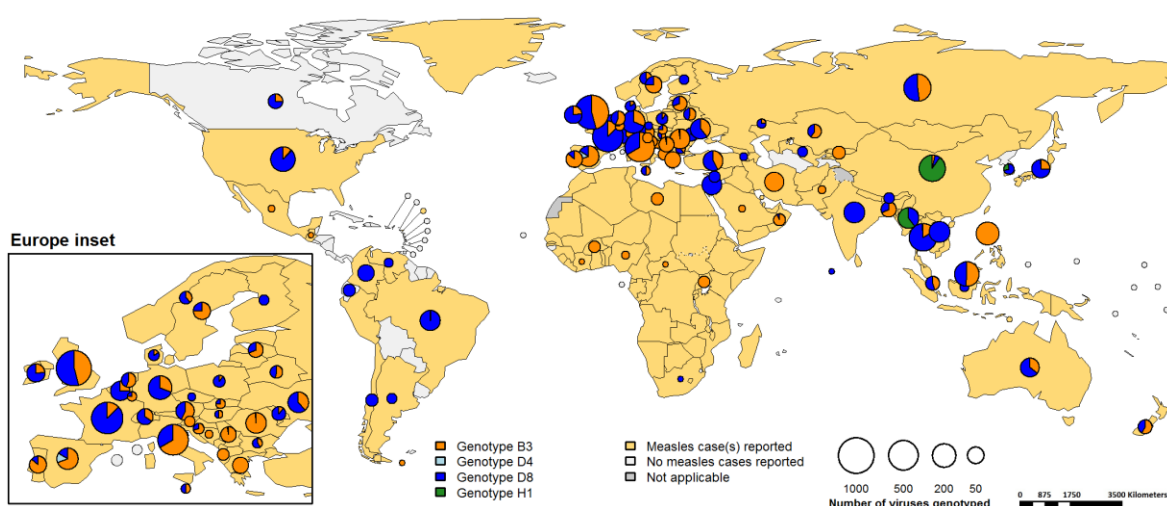 Europe inset
Genotype B3
Genotype D4
Genotype D8
Genotype H1
Measles case(s) reported
No measles cases reported
Not applicable
1000 500 200 50
Number of viruses genotyped
0 875 1750 3500 Kilometers